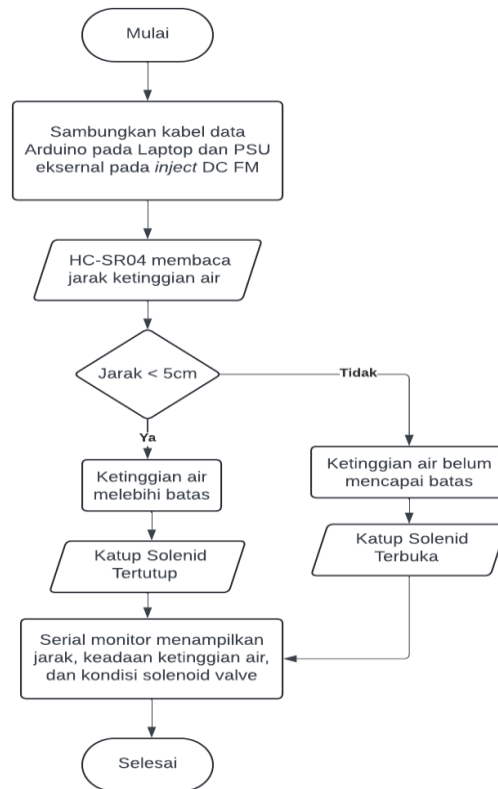 Mulai
Sambungkan kabel data
Arduino pada Laptop dan PSU
eksernal pada inject DC FM
HC-SR04 membaca
jarak ketinggian air
Jarak < 5cm
Tidak
Ya
Ketinggian air
melebihi batas
Ketinggian air belum
mencapai batas
Katup Solenid
Tertutup
Katup Solenid
Terbuka
Serial monitor menampilkan
jarak, keadaan ketinggian air,
dan kondisi solenoid valve
Selesai